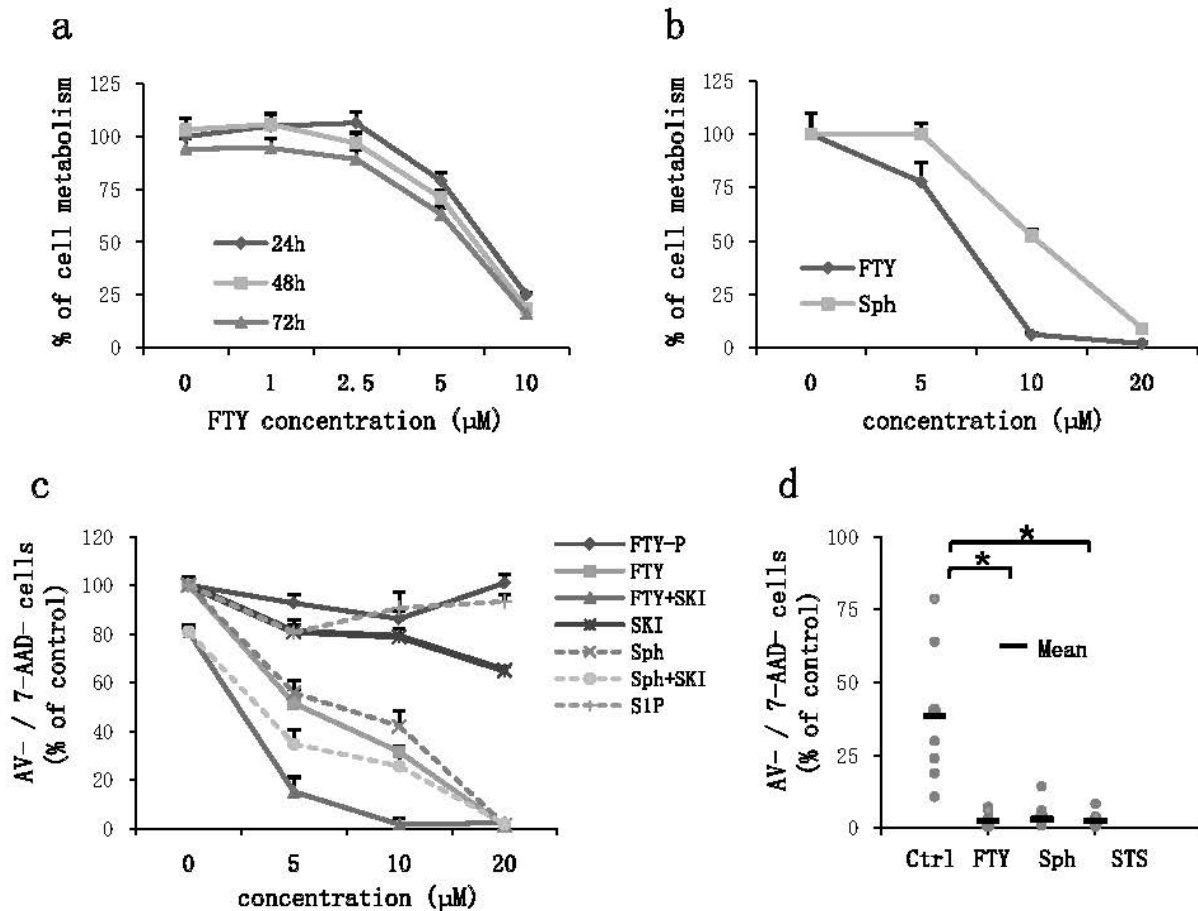 a
% of cell metabolism
125
100
75
50
25
0
24h
48h
72h
0 1 2.5 5 10
FTY concentration (µM)
b
% of cell metabolism
125
100
75
50
25
0
FTY
Sph
0 5 10 20
concentration (µM)
c
AV- / 7-AAD- cells
(% of control)
120
100
80
60
40
20
0
0 5 10 20
concentration (µM)
FTY-P
FTY
FTY+SKI
SKI
Sph
Sph+SKI
S1P
d
AV- / 7-AAD- cells
(% of control)
100
75
50
25
0
*
*
Mean
Ctrl FTY Sph STS